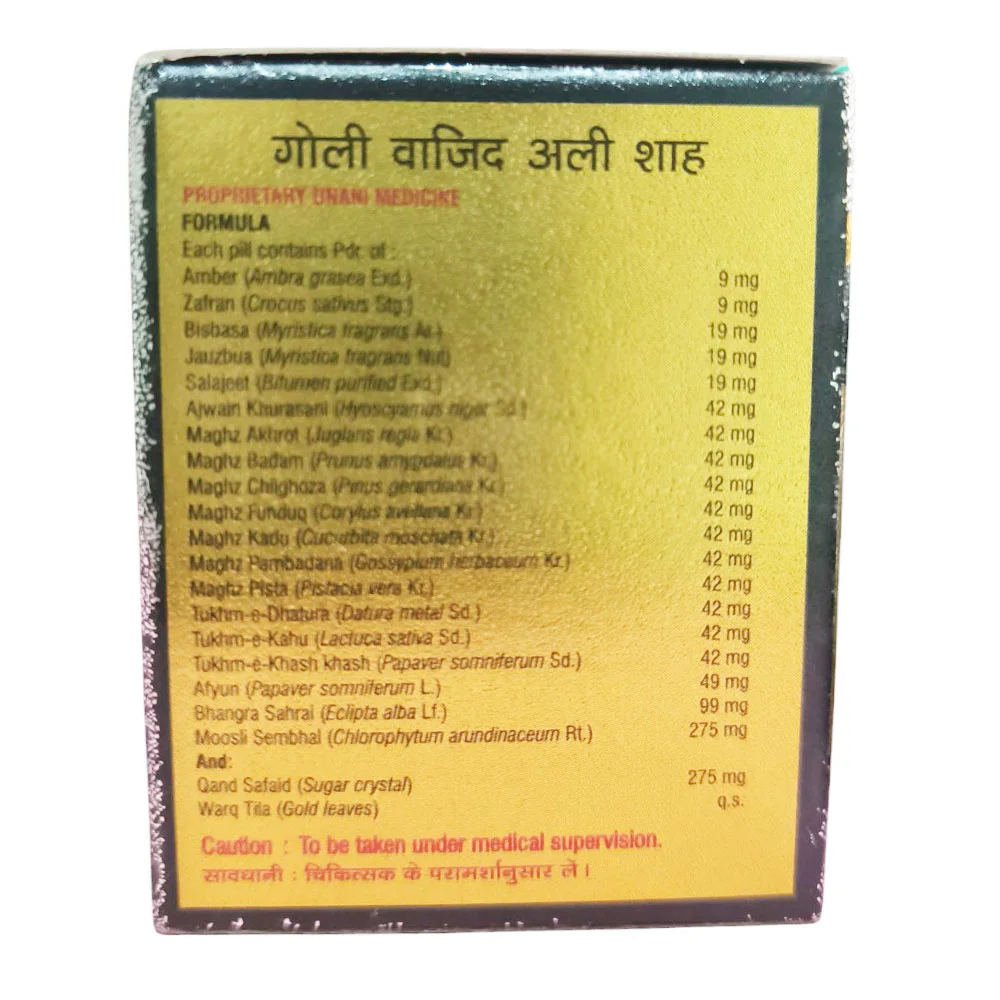 गोली वाजिद अली शाह
PROPRIETARY UNANI MEDICINE
FORMULA
Each pill contains Pdr. of :
Amber (Ambra grasea Exd.) 9 mg
Zafran (Crocus sativus Stg.) 9 mg
Bisbasa (Myristica fragrans Ar.) 19 mg
Jauzbua (Myristica fragrans Nut) 19 mg
Salajeet (Bitumen purified Exd.) 19 mg
Ajwain Khurasani (Hyoscyamus niger Sd.) 42 mg
Maghz Akhrot (Juglans regia Kr.) 42 mg
Maghz Badam (Prunus amygdalus Kr.) 42 mg
Maghz Chilghoza (Pinus gerardiana Kr.) 42 mg
Maghz Funduq (Corylus avellana Kr.) 42 mg
Maghz Kadu (Cucurbita moschata Kr.) 42 mg
Maghz Pambadana (Gossypium herbaceum Kr.) 42 mg
Maghz Pista (Pistacia vera Kr.) 42 mg
Tukhm-e-Dhatura (Datura metal Sd.) 42 mg
Tukhm-e-Kahu (Lactuca sativa Sd.) 42 mg
Tukhm-e-Khash khash (Papaver somniferum Sd.) 42 mg
Afyun (Papaver somniferum L.) 49 mg
Bhangra Sahrai (Eclipta alba Lf.) 99 mg
Moosli Sembhal (Chlorophytum arundinaceum Rt.) 275 mg
And:
Qand Safaid (Sugar crystal) 275 mg
Warq Tila (Gold leaves) q.s.
Caution : To be taken under medical supervision.
सावधानी : चिकित्सक के परामर्शानुसार लें।